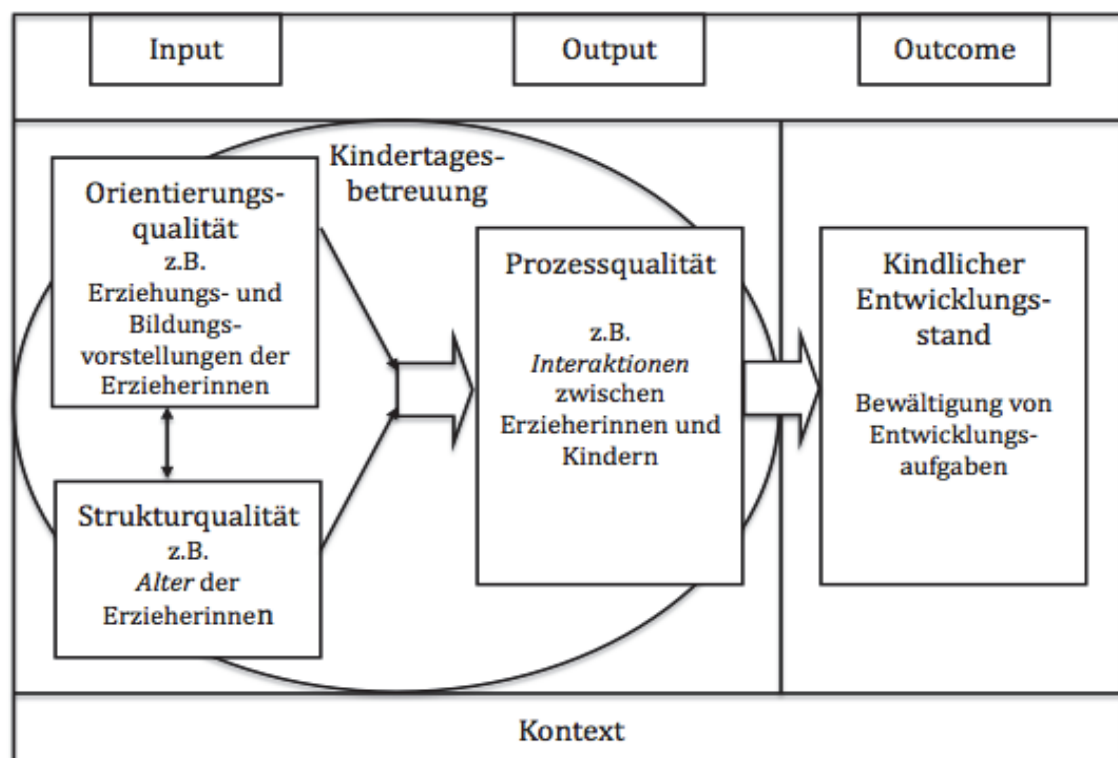 Input
Output
Outcome
Kindertages-
betreuung
Orientierungs-
qualität
z.B.
Erziehungs- und
Bildungs-
vorstellungen der
Erzieherinnen
Strukturqualität
z.B.
Alter der
Erzieherinnen
Prozessqualität
z.B.
Interaktionen
zwischen
Erzieherinnen und
Kindern
Kindlicher
Entwicklungs-
stand
Bewältigung von
Entwicklungs-
aufgaben
Kontext